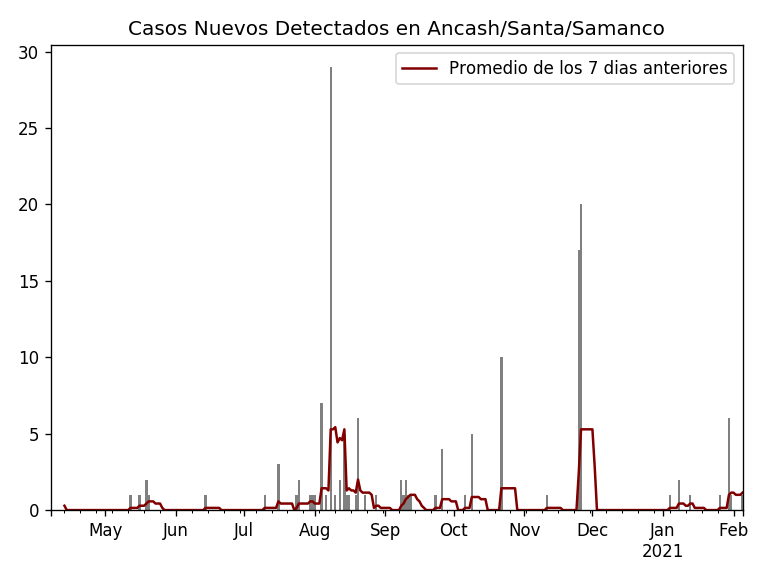 Casos Nuevos Detectados en Ancash/Santa/Samanco
Promedio de los 7 dias anteriores
30
25
20
15
10
5
0
May Jun Jul Aug Sep Oct Nov Dec Jan Feb
2021